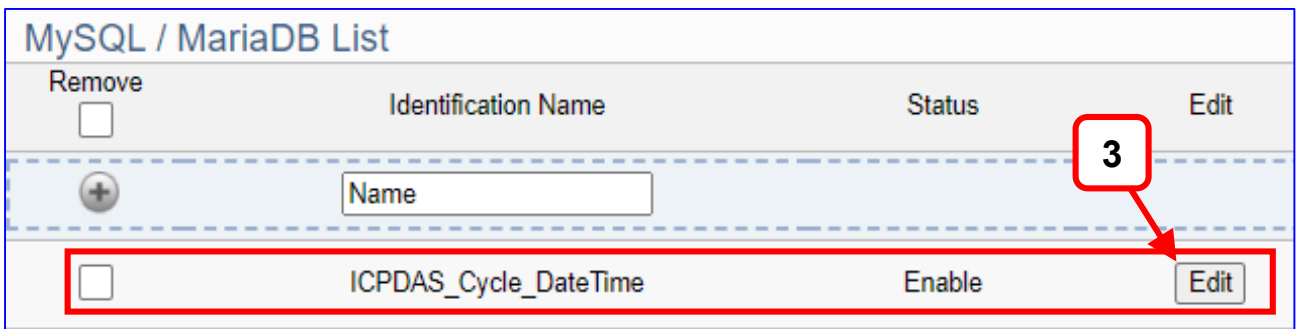 MySQL / MariaDB List
Remove
Identification Name Status Edit
3
Name
ICPDAS_Cycle_DateTime Enable Edit